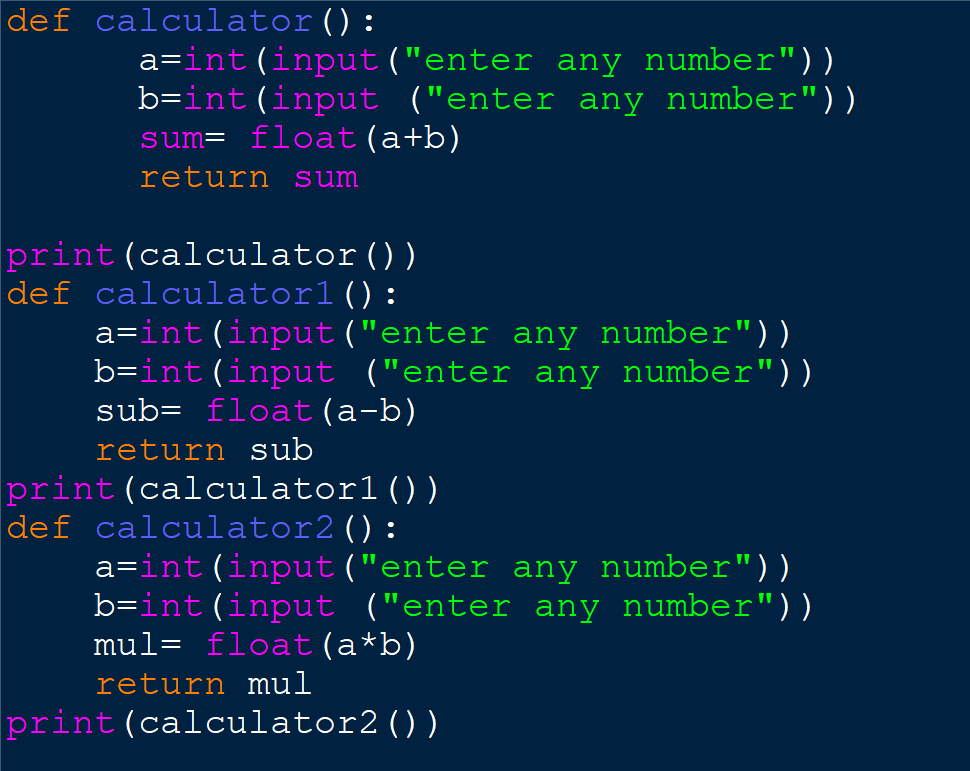 def calculator():
      a=int(input("enter any number"))
      b=int(input ("enter any number"))
      sum= float(a+b)
      return sum

print(calculator())
def calculator1():
    a=int(input("enter any number"))
    b=int(input ("enter any number"))
    sub= float(a-b)
    return sub
print(calculator1())
def calculator2():
    a=int(input("enter any number"))
    b=int(input ("enter any number"))
    mul= float(a*b)
    return mul
print(calculator2())